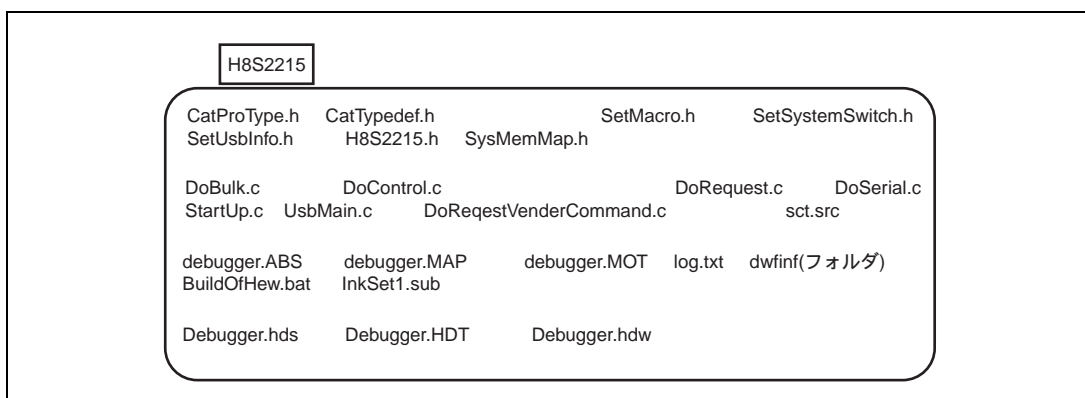 H8S2215
CatProType.h CatTypedef.h SetMacro.h SetSystemSwitch.h
SetUsbInfo.h H8S2215.h SysMemMap.h
DoBulk.c DoControl.c DoRequest.c DoSerial.c
StartUp.c UsbMain.c DoReqestVenderCommand.c sct.src
debugger.ABS debugger.MAP debugger.MOT log.txt dwfinf(フォルダ)
BuildOfHew.bat InkSet1.sub
Debugger.hds Debugger.HDT Debugger.hdw